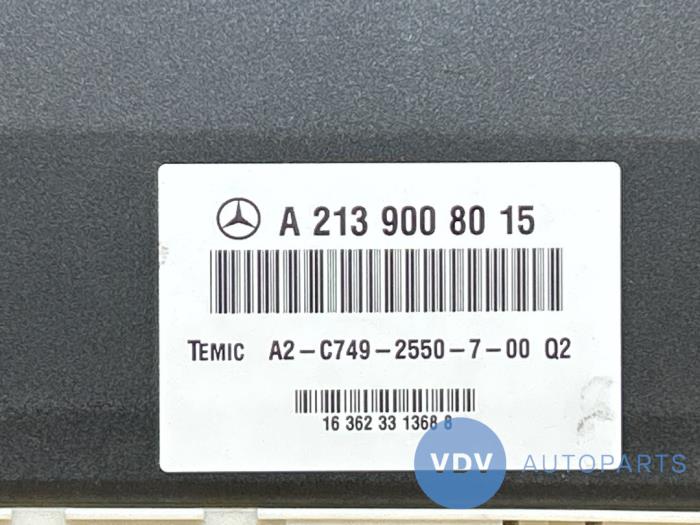 A 213 900 80 15
TEMIC A2-C749-2550-7-00 Q2
16 362 33 1368 8
VDV AUTOPARTS